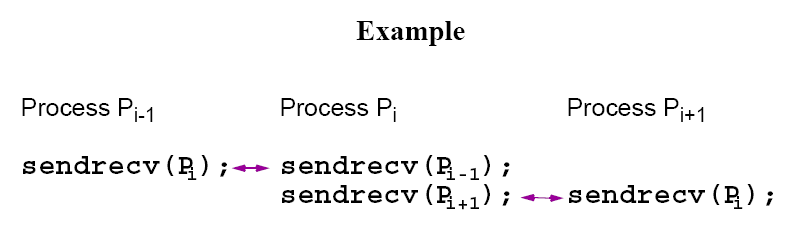 Example
Process Pi-1 Process Pi Process Pi+1
sendrecv(Pi); sendrecv(Pi-1);
sendrecv(Pi+1); sendrecv(Pi);